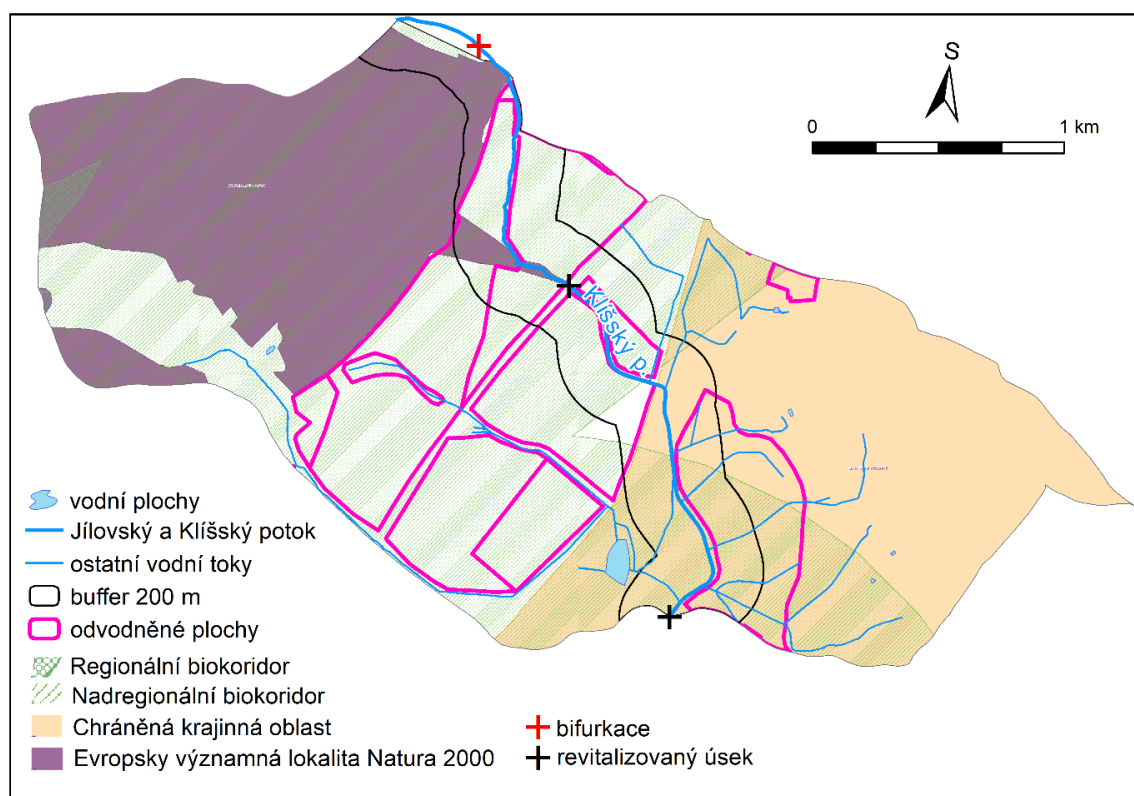 S
0 1 km
Klíšský p.
vodní plochy
Jílovský a Klíšský potok
ostatní vodní toky
buffer 200 m
odvodněné plochy
Regionální biokoridor
Nadregionální biokoridor
Chráněná krajinná oblast
Evropsky významná lokalita Natura 2000
bifurkace
revitalizovaný úsek